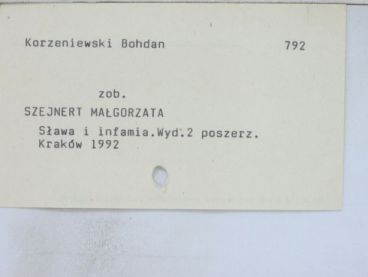 Korzeniewski Bohdan 792
zob.
SZEJNERT MAŁGORZATA
Sława i infamia.Wyd.2 poszerz.
Kraków 1992